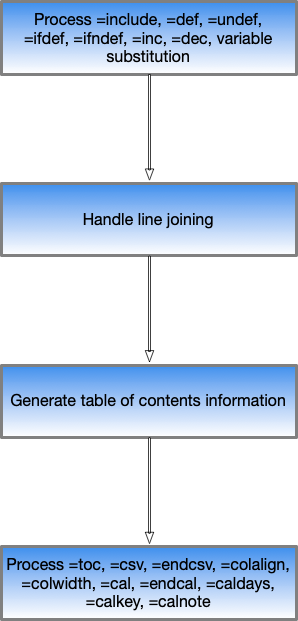 Process =include, =def, =undef,
=ifdef, =ifndef, =inc, =dec, variable
substitution
Handle line joining
Generate table of contents information
Process =toc, =csv, =endcsv, =colalign,
=colwidth, =cal, =endcal, =caldays,
=calkey, =calnote